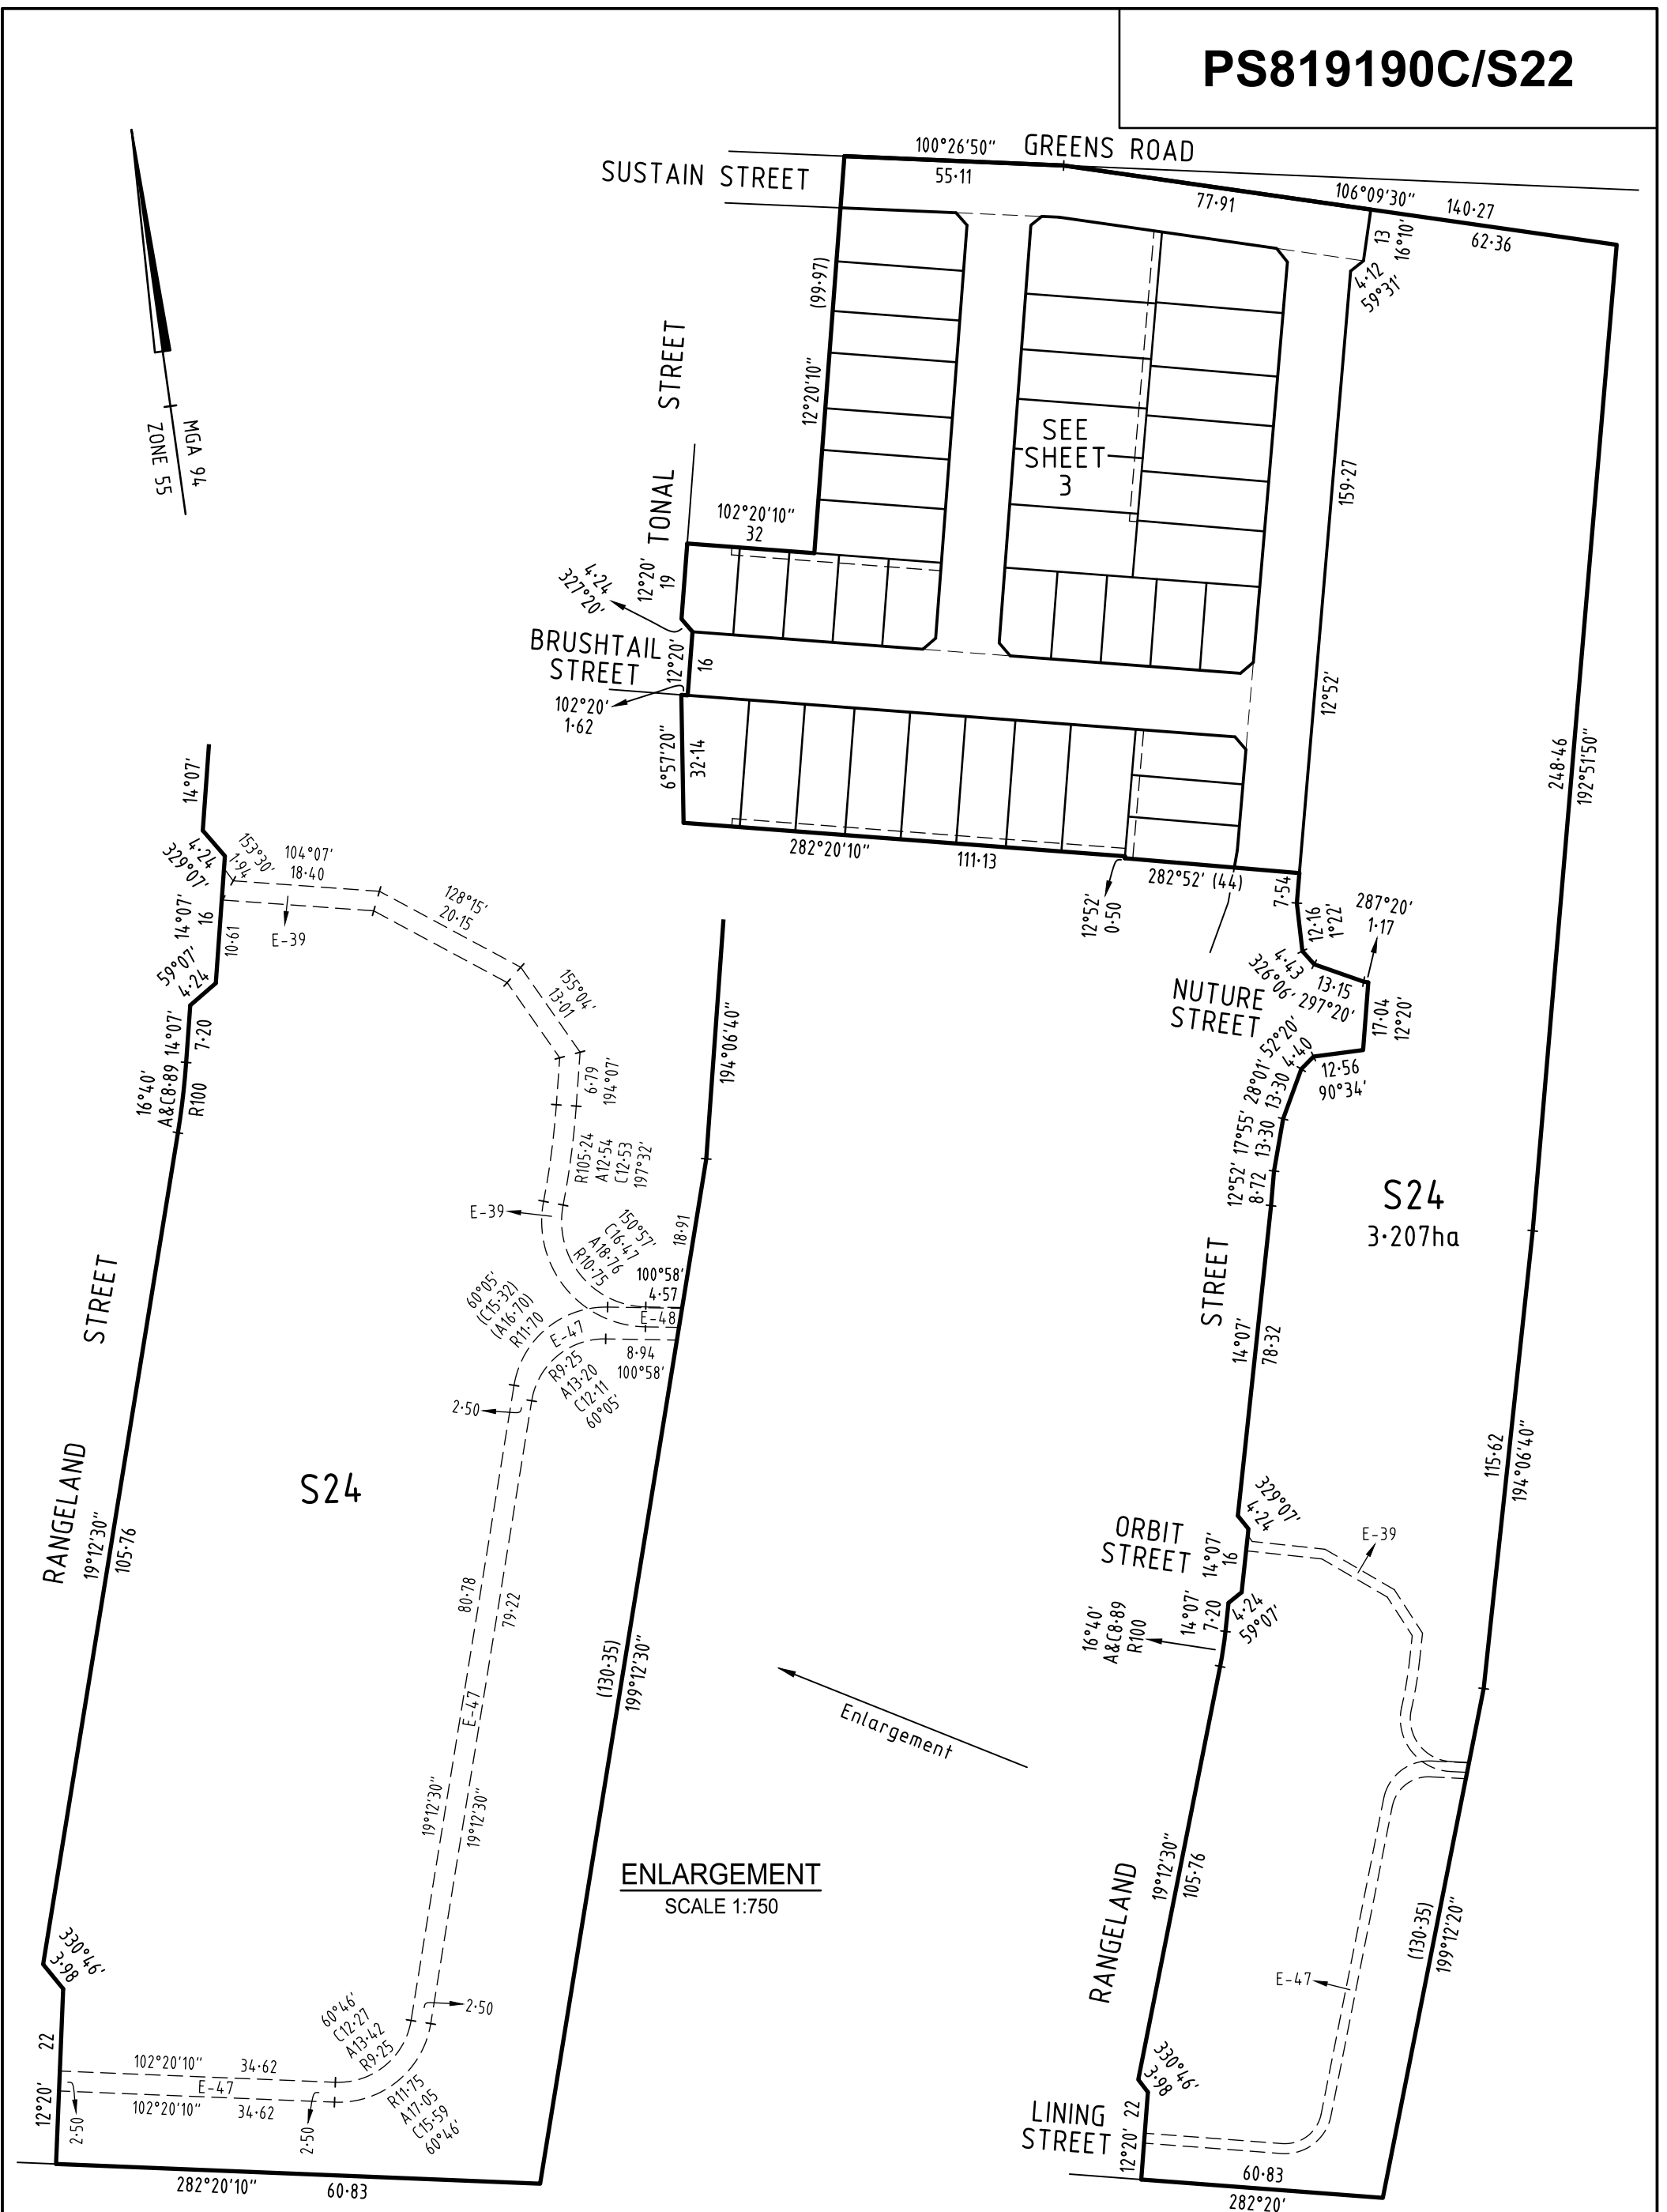 PS819190C/S22
100°26'50" GREENS ROAD
SUSTAIN STREET
55·11
77·91
106°09'30"
140·27
62·36
13
16°10'
4·12
59°31'
(99·97)
12°20'10"
STREET
TONAL
MGA 94
ZONE 55
SEE
SHEET
3
159·27
12°52'
248·46
192°51'50"
102°20'10"
32
12°20'
19
4·24
327°20'
BRUSHTAIL
STREET
12°20'
16
102°20'
1·62
6°57'20"
32·14
282°20'10"
111·13
12°52'
0·50
282°52' (44)
7·54
12·16
1°22'
287°20'
1·17
4·43
326°06'
13·15
297°20'
NUTURE
STREET
17·04
12°20'
52°20'
4·40
12·56
90°34'
28°01'
13·30
17°55'
13·30
12°52'
8·72
S24
3·207ha
STREET
14°07'
78·32
115·62
194°06'40"
329°07'
4·24
ORBIT
STREET
14°07'
16
E-39
14°07'
7·20
4·24
59°07'
16°40'
A&C8·89
R100
19°12'30"
105·76
RANGELAND
(130·35)
199°12'20"
E-47
330°46'
3·98
LINING
STREET
22
12°20'
60·83
282°20'
Enlargement
14°07'
4·24
329°07'
153°30'
1·94
104°07'
18·40
14°07'
16
10·61
E-39
128°15'
20·15
59°07'
4·24
155°04'
13·01
14°07'
7·20
16°40'
A&C8·89
R100
6·79
194°07'
194°06'40"
R105·24
A12·54
C12·53
197°32'
E-39
150°57'
C16·47
A18·76
R10·75
18·91
100°58'
4·57
E-48
60°05'
(C15·32)
(A16·70)
R11·70
E-47
8·94
100°58'
R9·25
A13·20
C12·11
60°05'
2·50
STREET
RANGELAND
19°12'30"
105·76
S24
80·78
79·22
E-47
19°12'30"
19°12'30"
(130·35)
199°12'30"
ENLARGEMENT
SCALE 1:750
330°46'
3·98
22
12°20'
60°46'
C12·27
A13·42
R9·25
2·50
102°20'10" 34·62
E-47
102°20'10" 34·62
2·50
2·50
R11·75
A17·05
C15·59
60°46'
282°20'10" 60·83